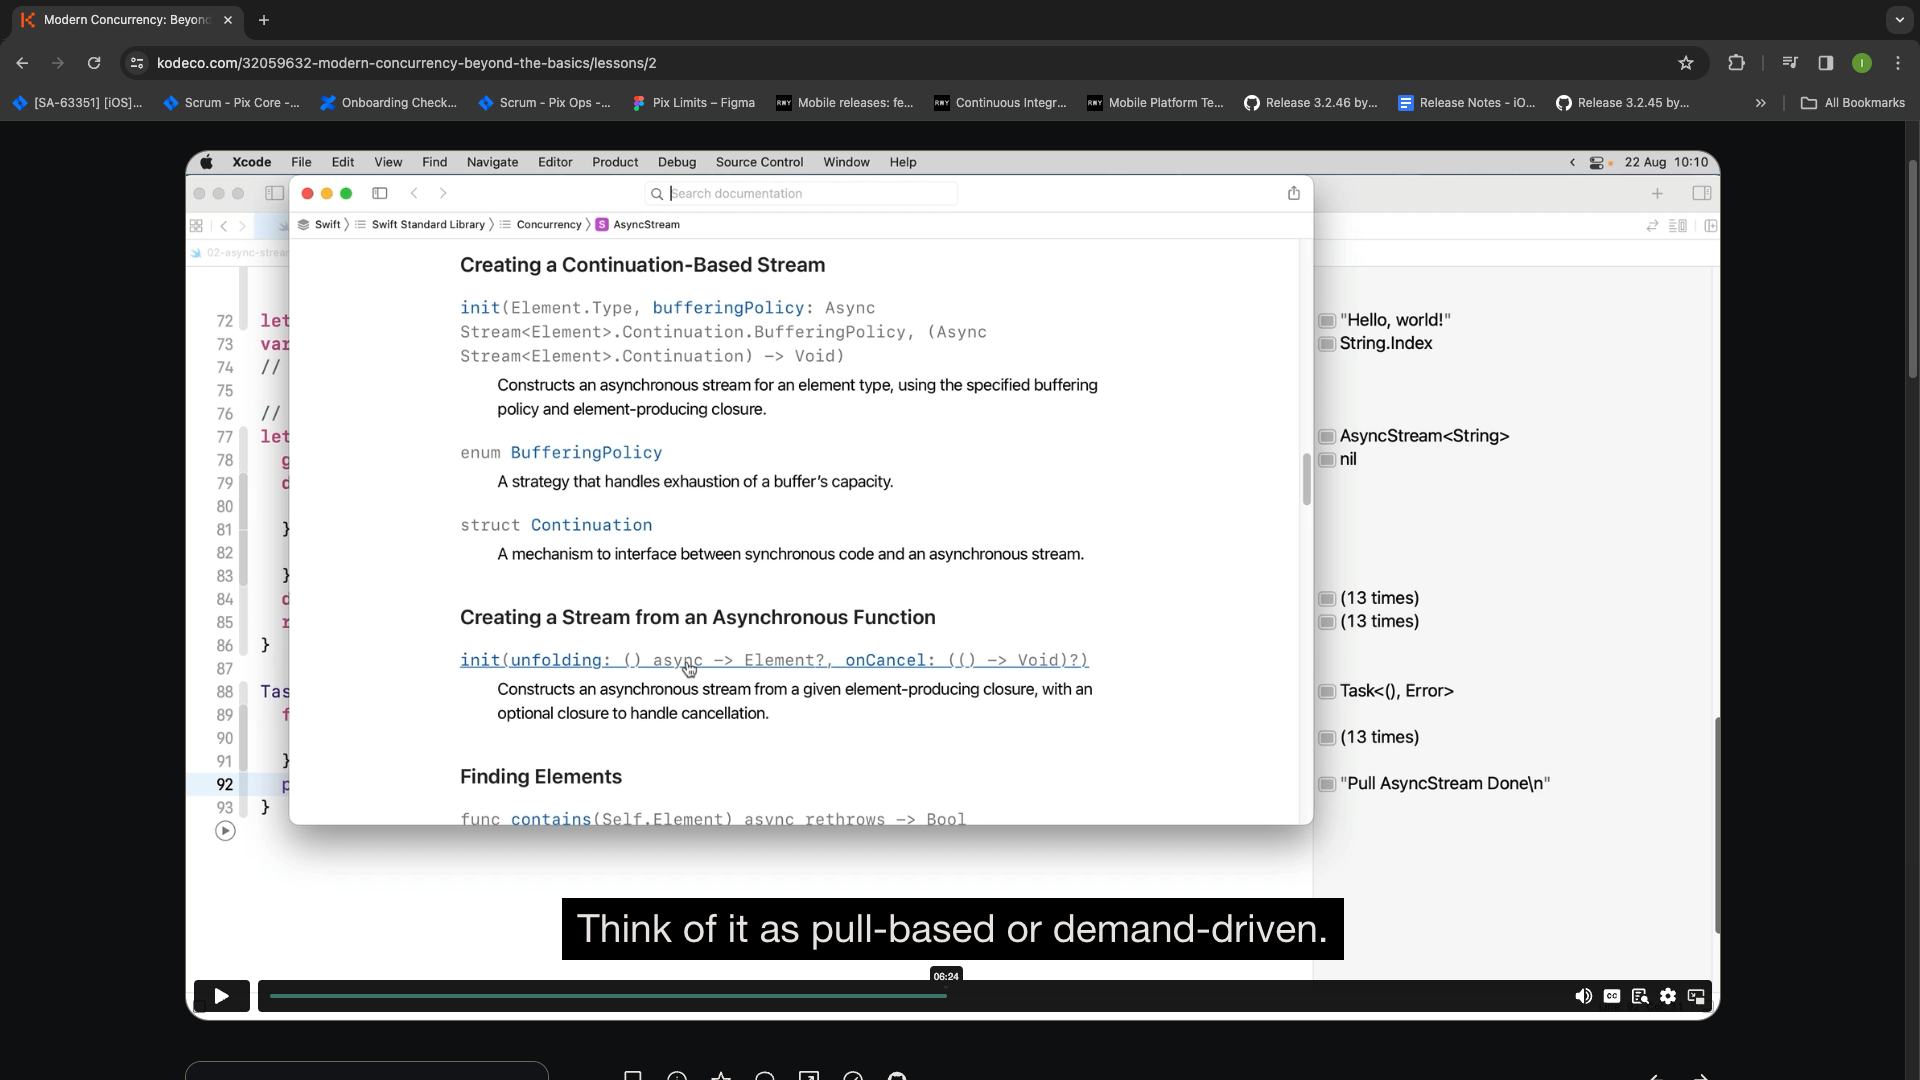 Modern Concurrency: Beyon
kodeco.com/32059632-modern-concurrency-beyond-the-basics/lessons/2
I
[SA-63351] [iOS]...
Scrum - Pix Core -...
Onboarding Check...
Scrum - Pix Ops -...
Pix Limits – Figma
RWY Mobile releases: fe...
RWY Continuous Integr...
RWY Mobile Platform Te...
Release 3.2.46 by...
Release Notes - iO...
Release 3.2.45 by...
All Bookmarks
Xcode File Edit View Find Navigate Editor Product Debug Source Control Window Help
22 Aug 10:10
Search documentation
Swift Swift Standard Library Concurrency S AsyncStream
02-async-strea
Creating a Continuation-Based Stream
init(Element.Type, bufferingPolicy: Async
Stream<Element>.Continuation.BufferingPolicy, (Async
Stream<Element>.Continuation) -> Void)
Constructs an asynchronous stream for an element type, using the specified buffering
policy and element-producing closure.
enum BufferingPolicy
A strategy that handles exhaustion of a buffer's capacity.
struct Continuation
A mechanism to interface between synchronous code and an asynchronous stream.
Creating a Stream from an Asynchronous Function
init(unfolding: () async -> Element?, onCancel: (() -> Void)?)
Constructs an asynchronous stream from a given element-producing closure, with an
optional closure to handle cancellation.
Finding Elements
func contains(Self.Element) async rethrows -> Bool
72 let
73 var
74 //
75
76 //
77 let
78 g
79 d
80
81 }
82
83 }
84 d
85 r
86 }
87
88 Tas
89 f
90
91 }
92 p
93 }
"Hello, world!"
String.Index
AsyncStream<String>
nil
(13 times)
(13 times)
Task<(), Error>
(13 times)
"Pull AsyncStream Done\n"
Think of it as pull-based or demand-driven.
06:24
CC